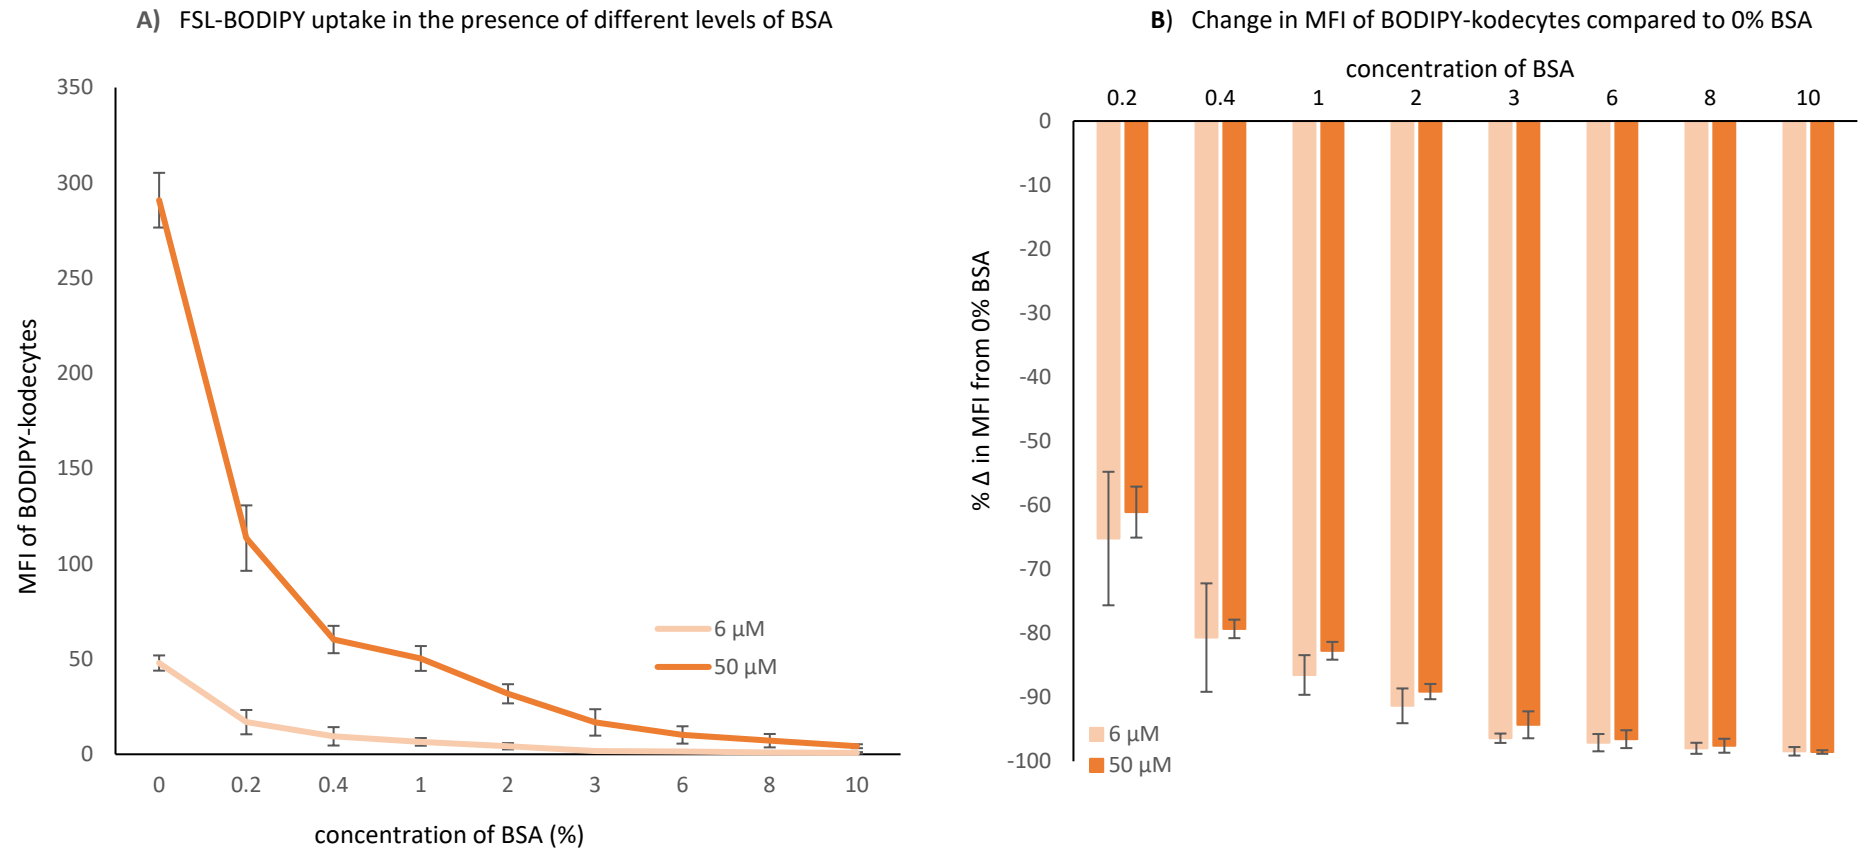 A) FSL-BODIPY uptake in the presence of different levels of BSA
350
300
250
200
150
100
50
0
MFI of BODIPY-kodecytes
6 µM
50 µM
0 0.2 0.4 1 2 3 6 8 10
concentration of BSA (%)
B) Change in MFI of BODIPY-kodecytes compared to 0% BSA
concentration of BSA
0.2 0.4 1 2 3 6 8 10
0
-10
-20
-30
-40
-50
-60
-70
-80
-90
-100
% Δ in MFI from 0% BSA
6 µM
50 µM